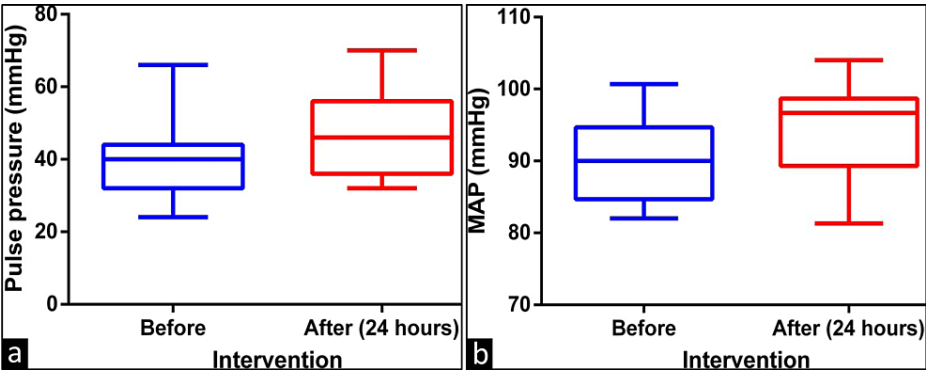 Pulse pressure (mmHg)
80
60
40
20
0
Before After (24 hours)
Intervention
a
MAP (mmHg)
110
100
90
80
70
Before After (24 hours)
Intervention
b